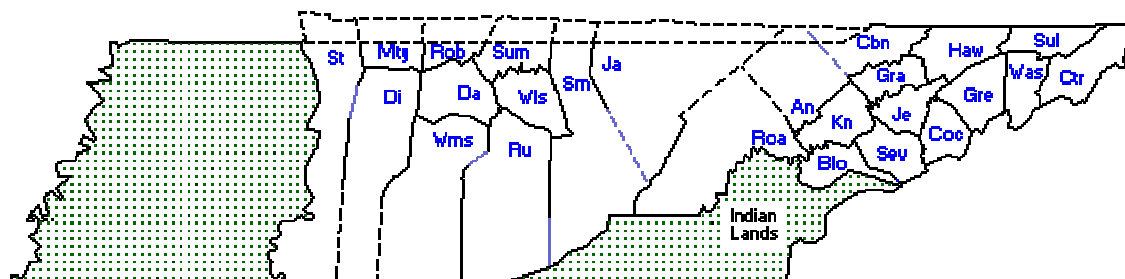 St
Mtg
Rob
Sum
Sm
Ja
Di
Da
Wls
Wms
Ru
Cbn
Haw
Sul
Gra
Was
Ctr
Gre
An
Kn
Je
Coc
Roa
Blo
Sev
Indian
Lands